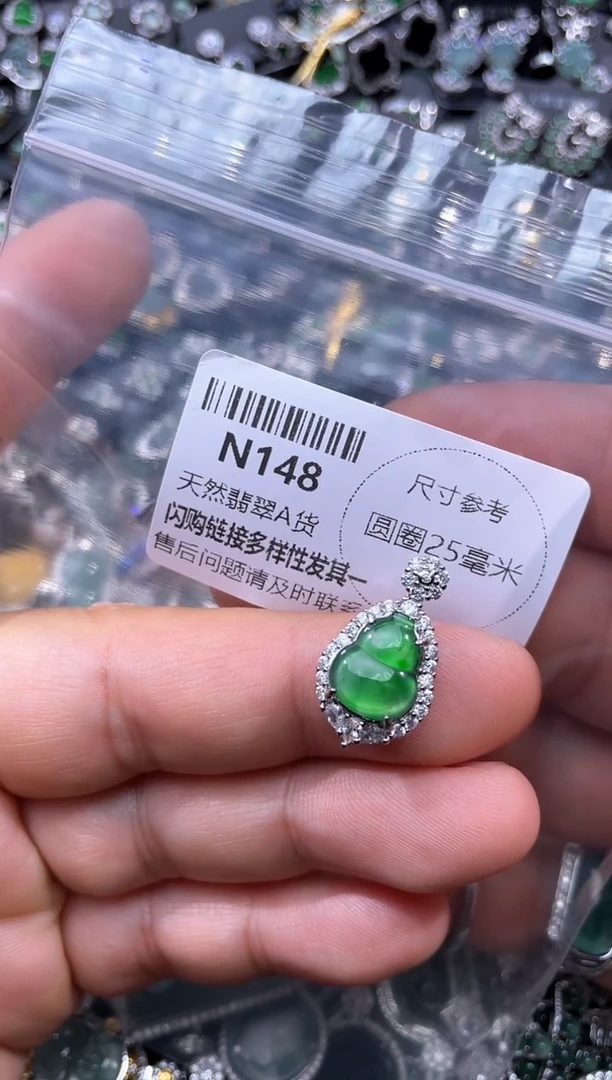 N148
天然翡翠A货
闪购链接多样性发其一
售后问题请及时联系
尺寸参考
圆圈25毫米